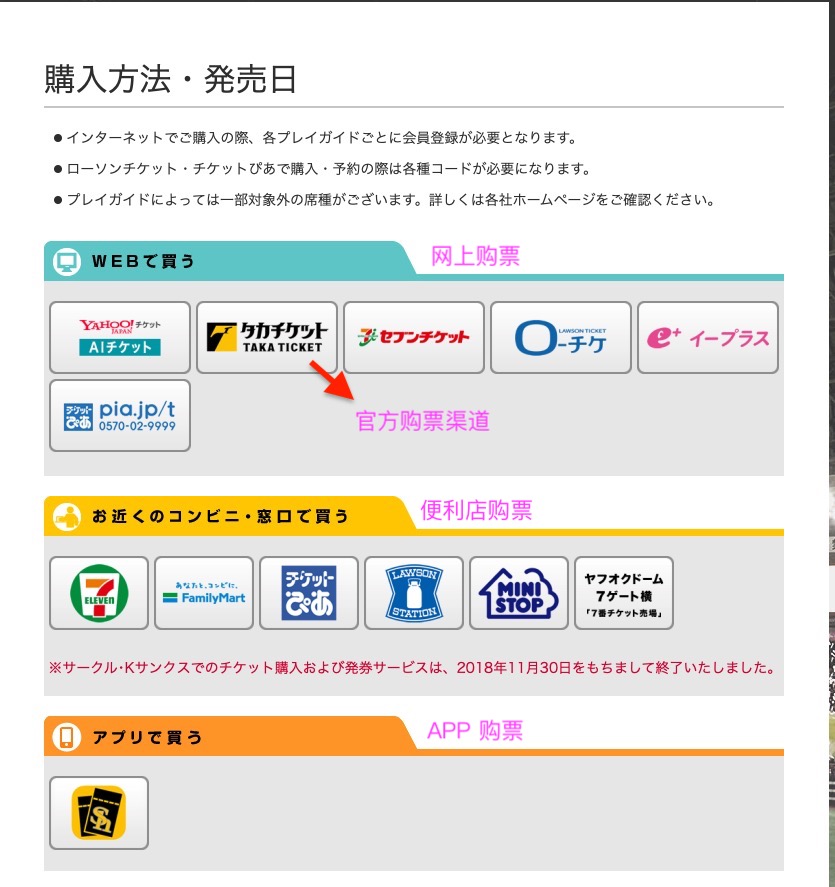 購入方法・発売日
● インターネットでご購入の際、各プレイガイドごとに会員登録が必要となります。
● ローソンチケット・チケットぴあで購入・予約の際は各種コードが必要になります。
● プレイガイドによっては一部対象外の席種がございます。詳しくは各社ホームページをご確認ください。
WEBで買う
网上购票
YAHOO! JAPAN チケット
AIチケット
タカチケット
TAKA TICKET
セブンチケット
LAWSON TICKET
O-チケ
e+ イープラス
チケットぴあ
pia.jp/t
0570-02-9999
官方购票渠道
お近くのコンビニ・窓口で買う
便利店购票
7 ELEVEN
あなたと、コンビに、
FamilyMart
チケットぴあ
LAWSON
STATION
MINI
STOP
ヤフオクドーム
7ゲート横
「7番チケット売場」
※サークル・Kサンクスでのチケット購入および発券サービスは、2018年11月30日をもちまして終了いたしました。
アプリで買う
APP 购票
SH